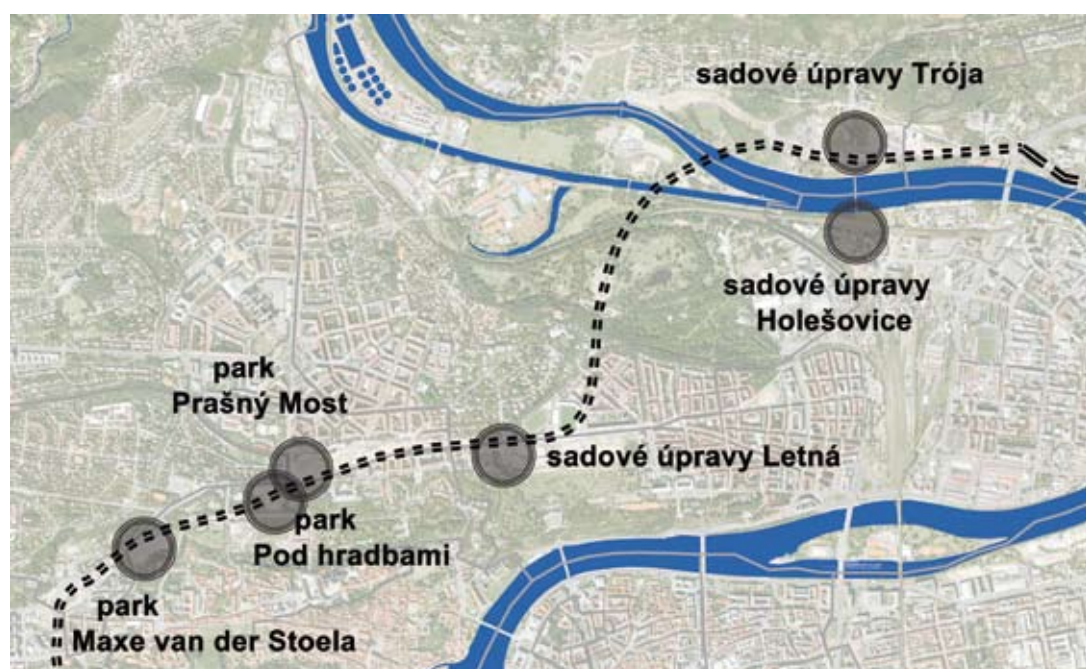 sadové úpravy Trója
sadové úpravy
Holešovice
park
Prašný Most
sadové úpravy Letná
park
Pod hradbami
park
Maxe van der Stoela